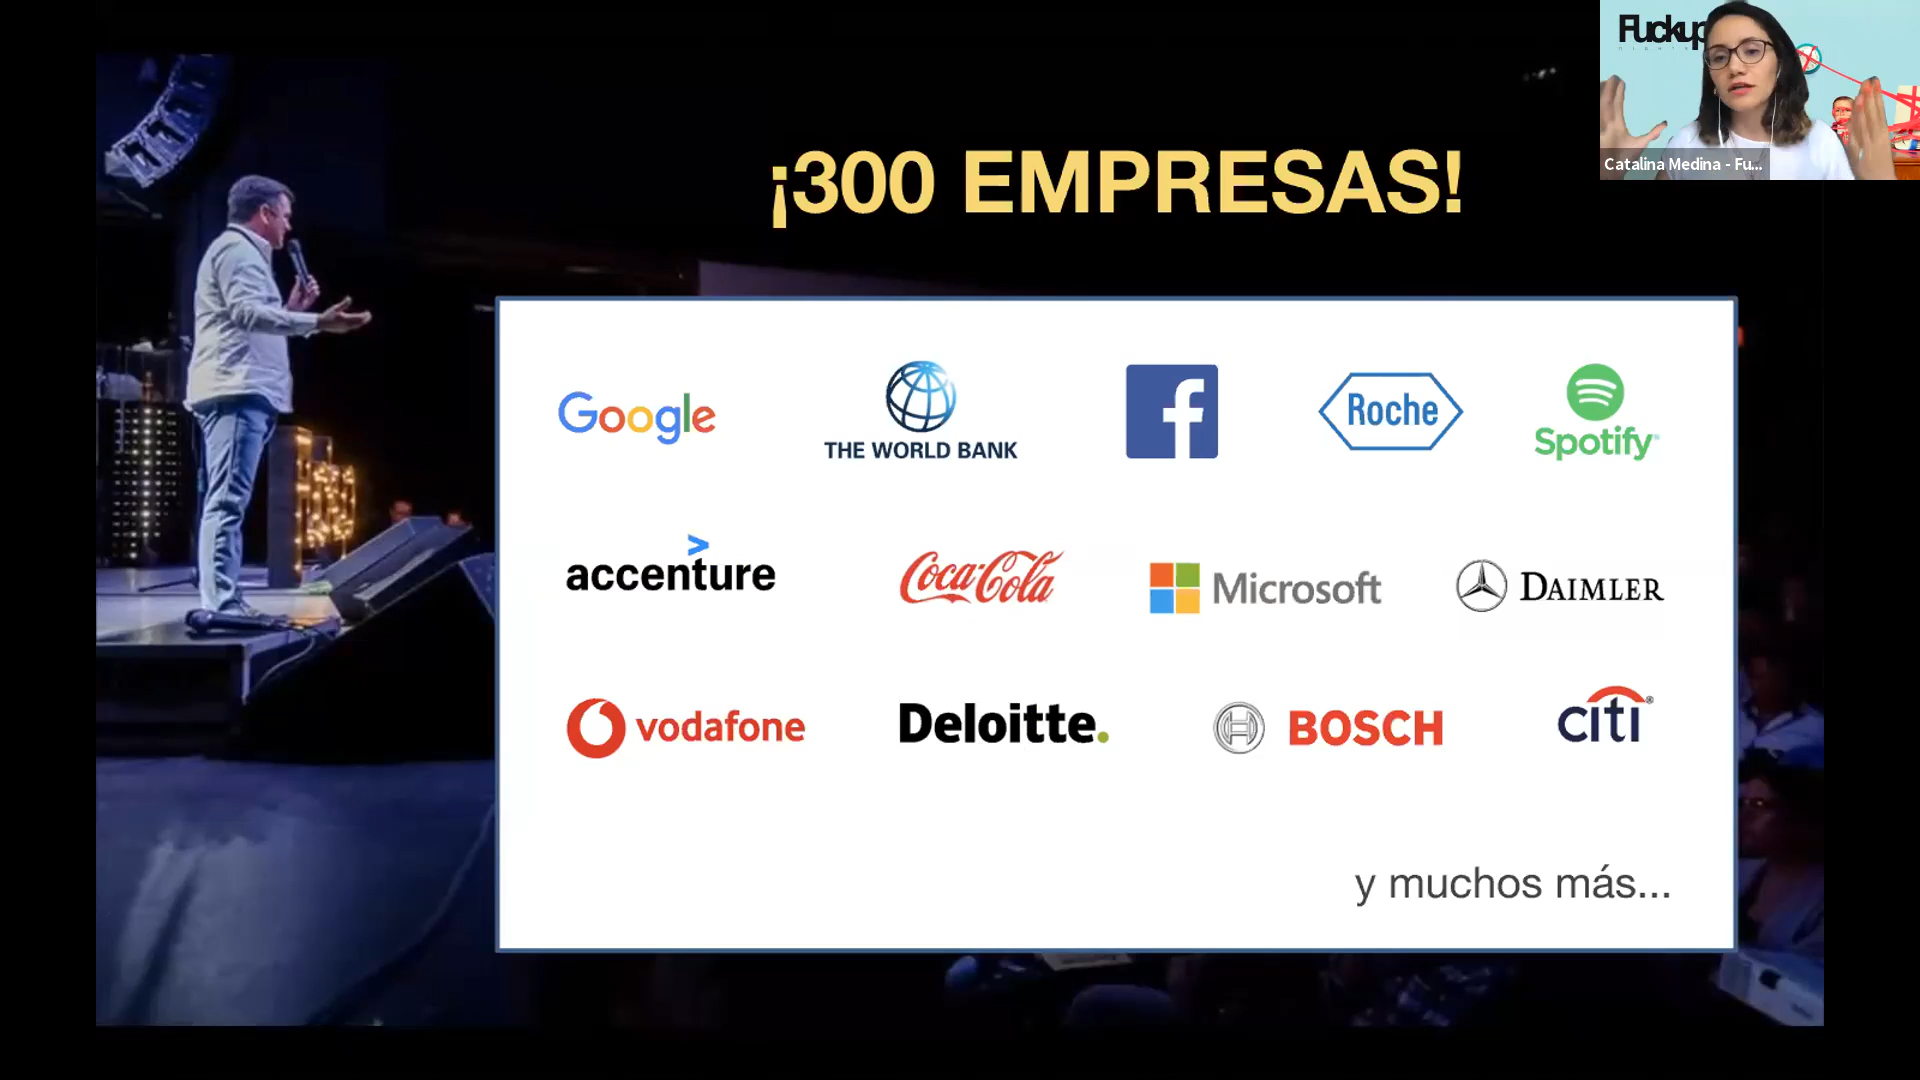 Fuckup
Catalina Medina - Fu...
¡300 EMPRESAS!
Google
THE WORLD BANK
f
Roche
Spotify
>
accenture
Coca-Cola
Microsoft
DAIMLER
vodafone
Deloitte.
BOSCH
citi
y muchos más...